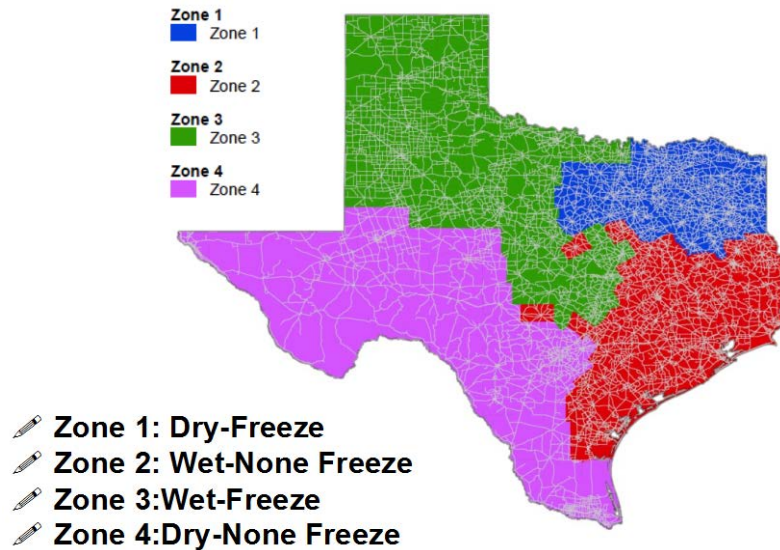 Zone 1
Zone 1
Zone 2
Zone 2
Zone 3
Zone 3
Zone 4
Zone 4
Zone 1: Dry-Freeze
Zone 2: Wet-None Freeze
Zone 3:Wet-Freeze
Zone 4:Dry-None Freeze